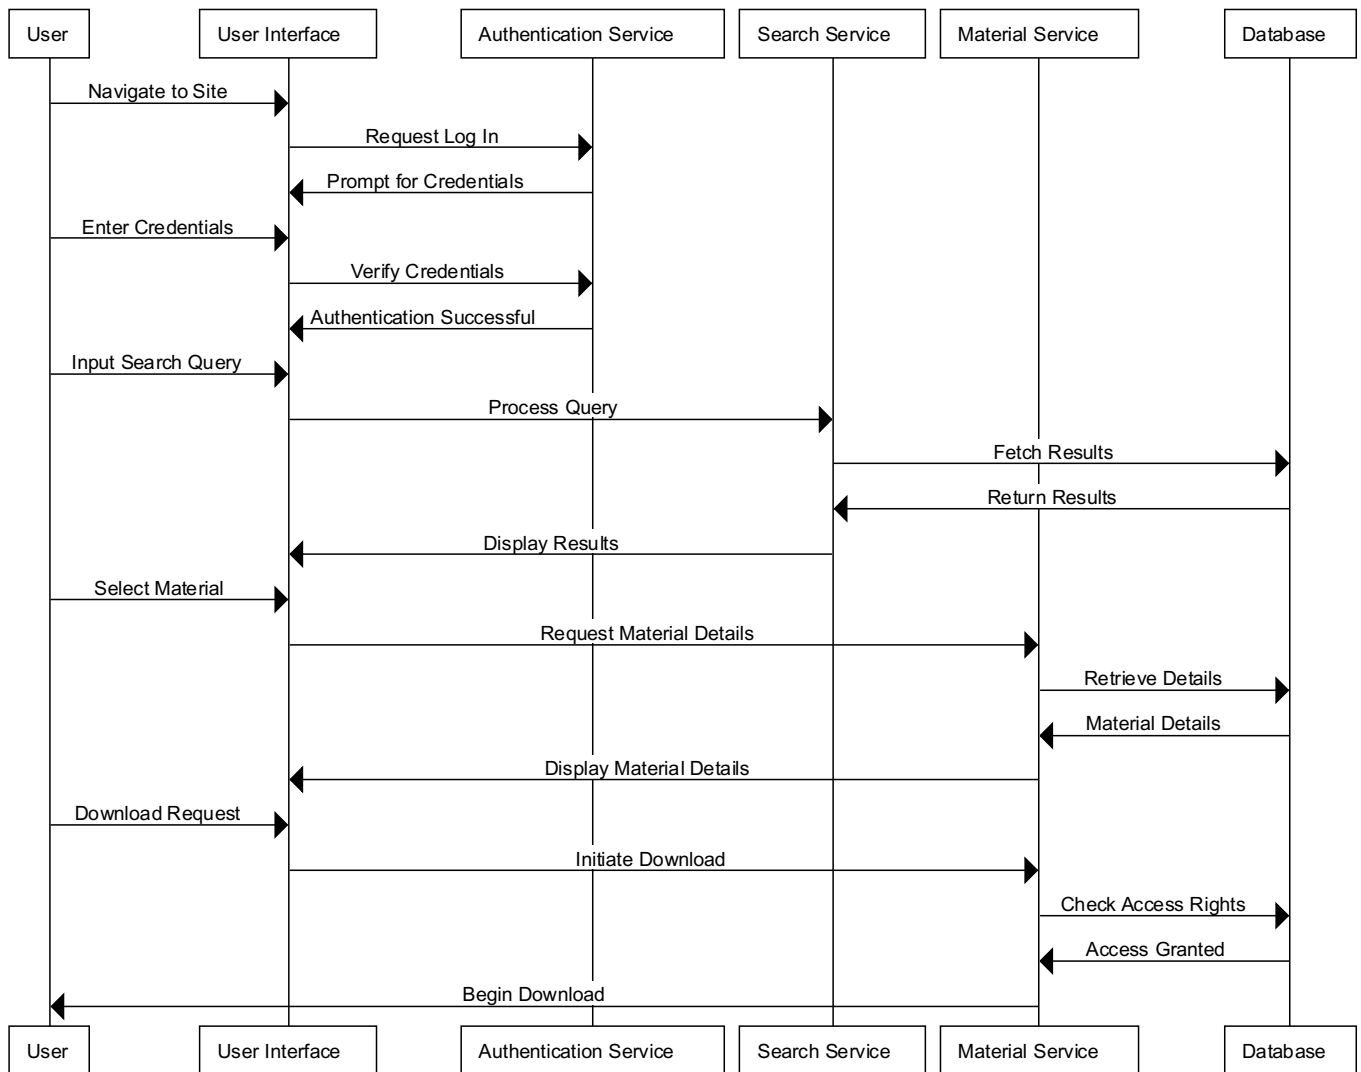 User
User Interface
Authentication Service
Search Service
Material Service
Database
Navigate to Site
Request Log In
Prompt for Credentials
Enter Credentials
Verify Credentials
Authentication Successful
Input Search Query
Process Query
Fetch Results
Return Results
Display Results
Select Material
Request Material Details
Retrieve Details
Material Details
Display Material Details
Download Request
Initiate Download
Check Access Rights
Access Granted
Begin Download
User
User Interface
Authentication Service
Search Service
Material Service
Database